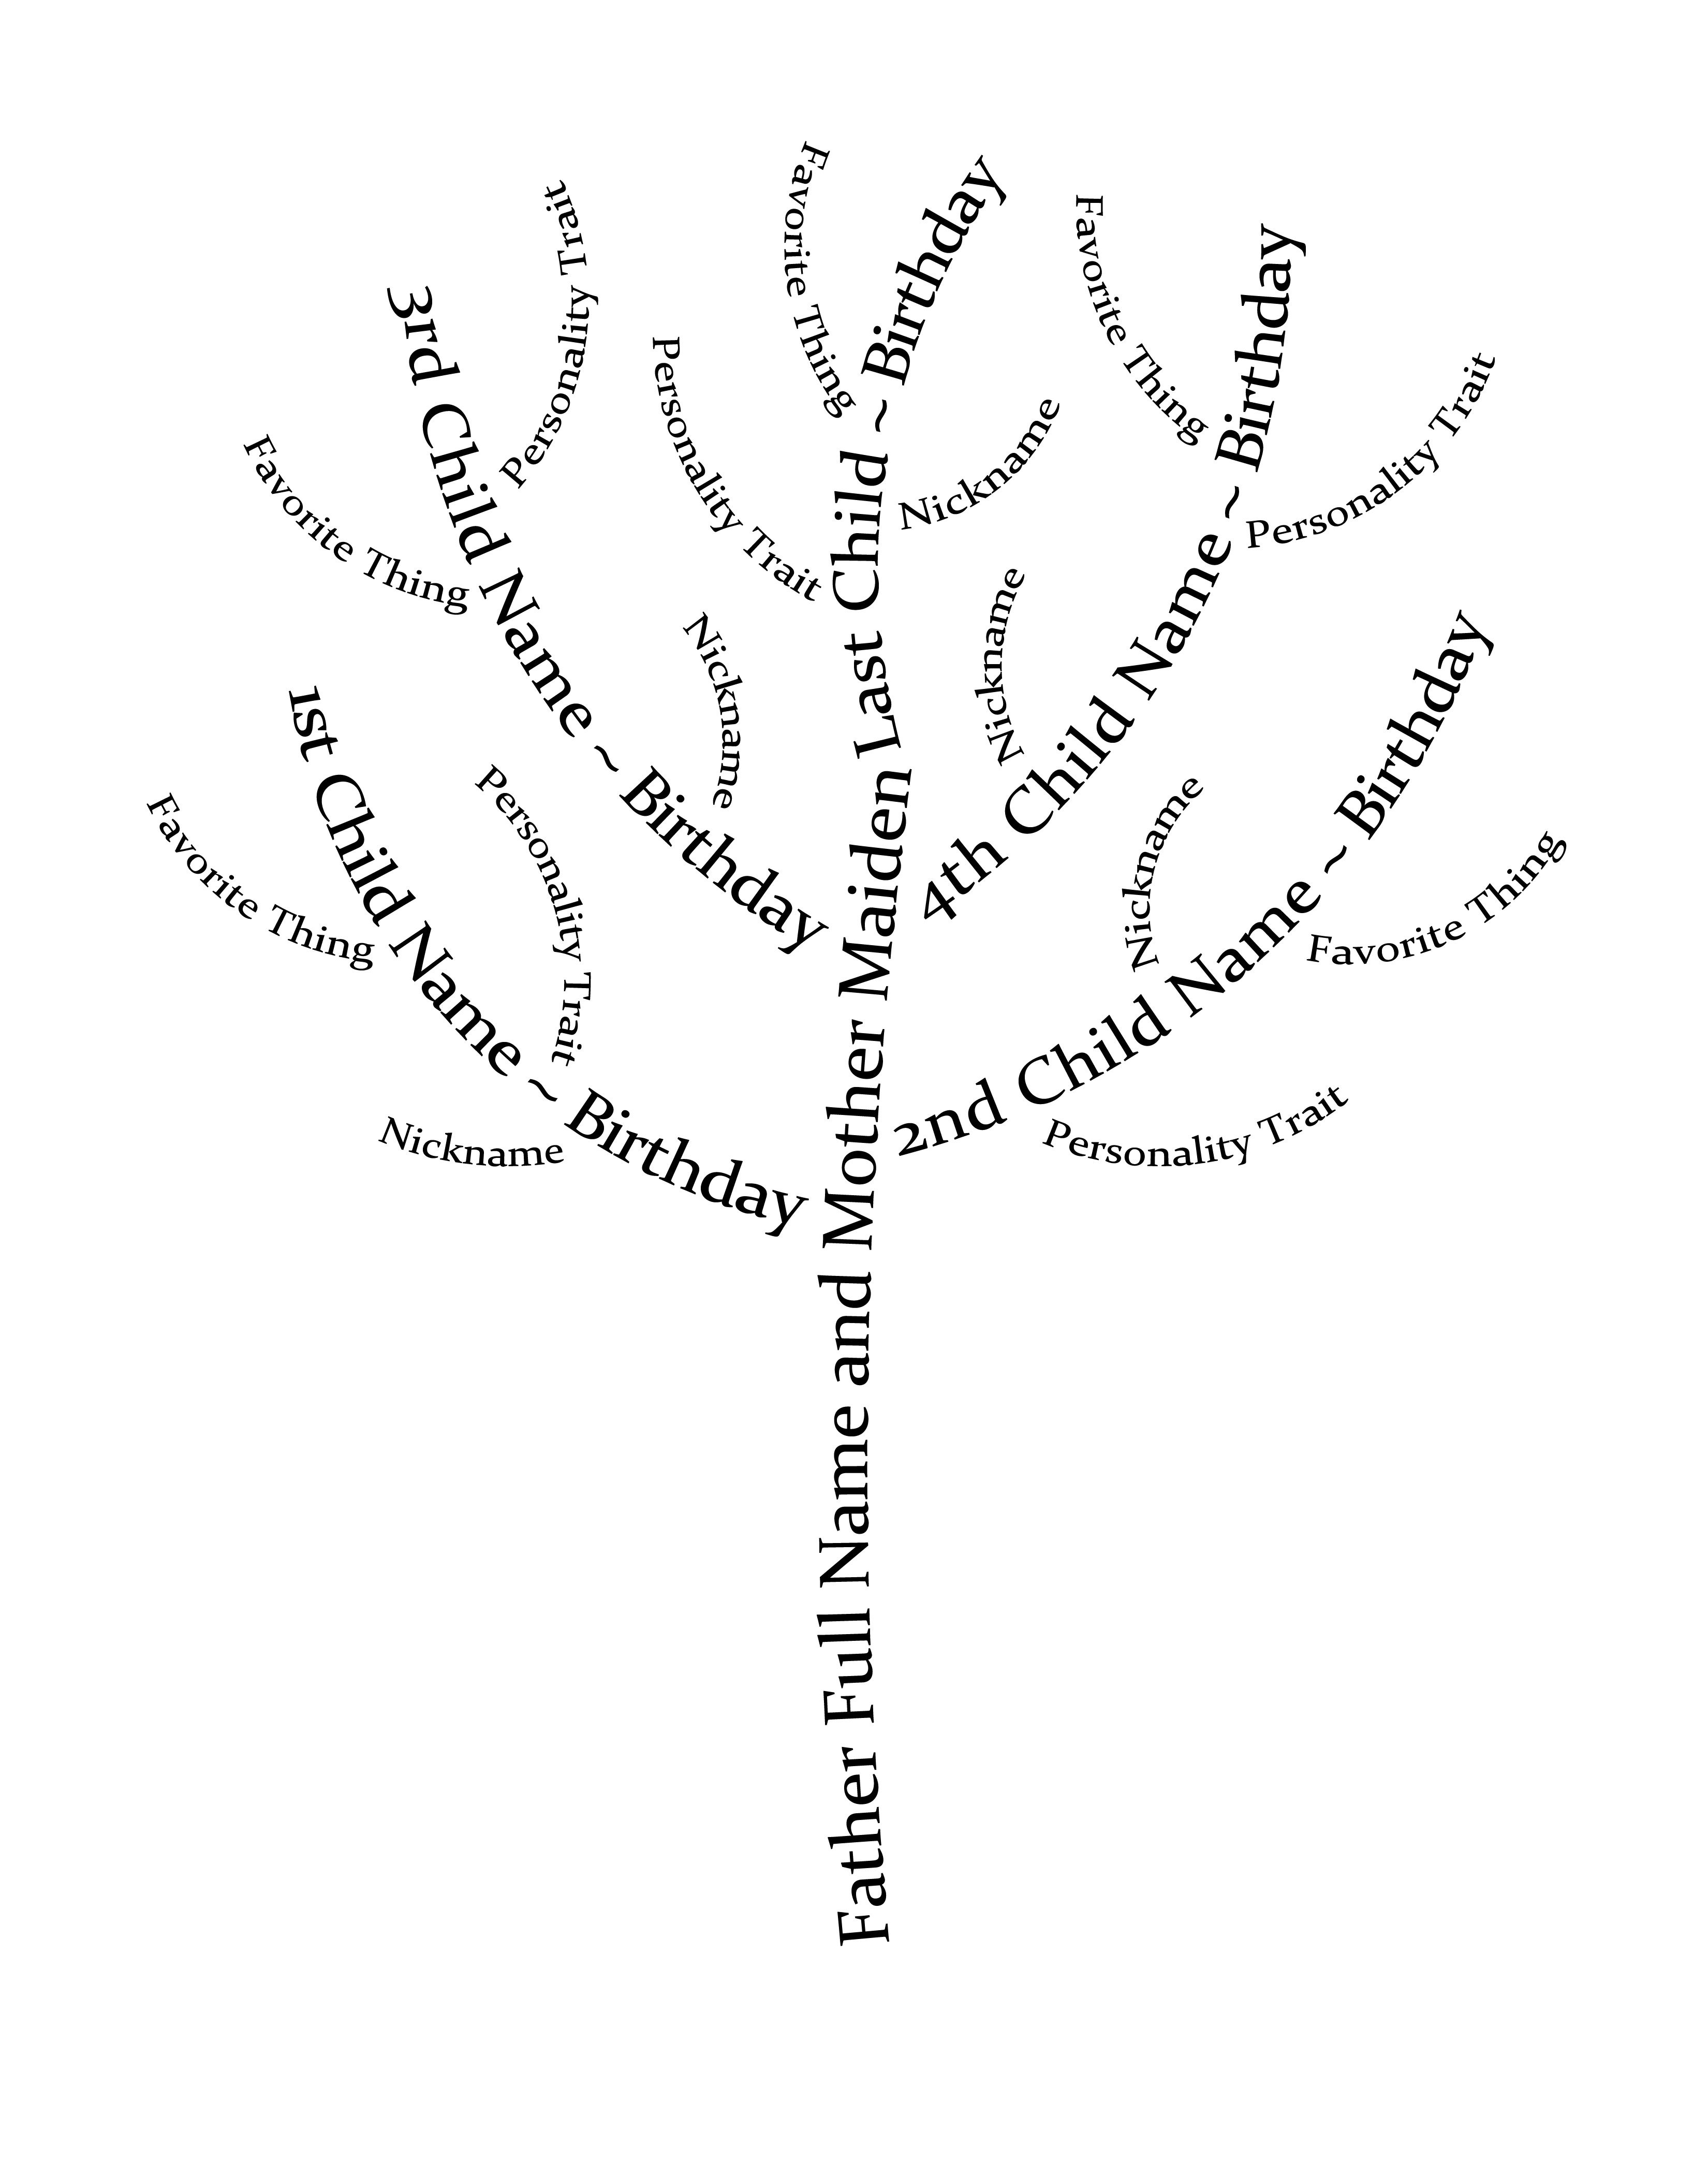 Favorite Thing
Personality Trait
3rd Child Name ~ Birthday
Nickname
Favorite Thing
Personality Trait
1st Child Name ~ Birthday
Nickname
Father Full Name and Mother Maiden Last Child ~ Birthday
Favorite Thing
Personality Trait
Nickname
Favorite Thing
4th Child Name ~ Birthday
Personality Trait
Nickname
Nickname
2nd Child Name ~ Birthday
Favorite Thing
Personality Trait